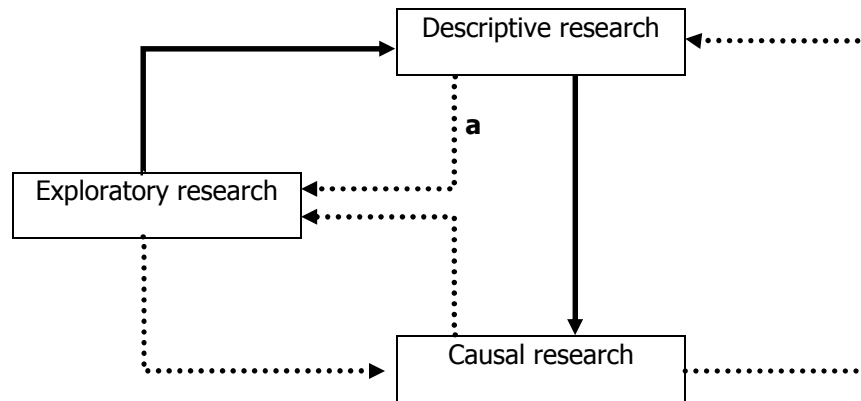 Descriptive research
a
Exploratory research
Causal research